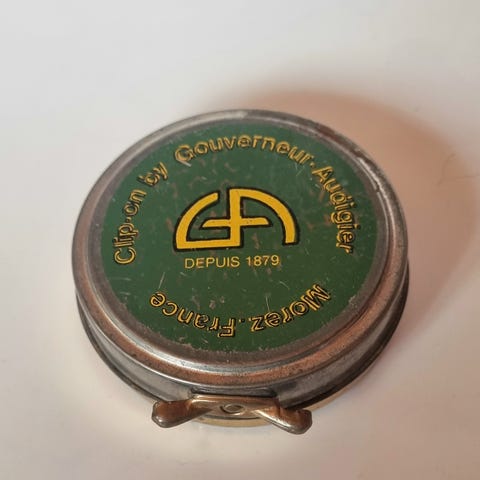 Clip-on by Gouverneur-Audigier
GA
DEPUIS 1879
Morez.France